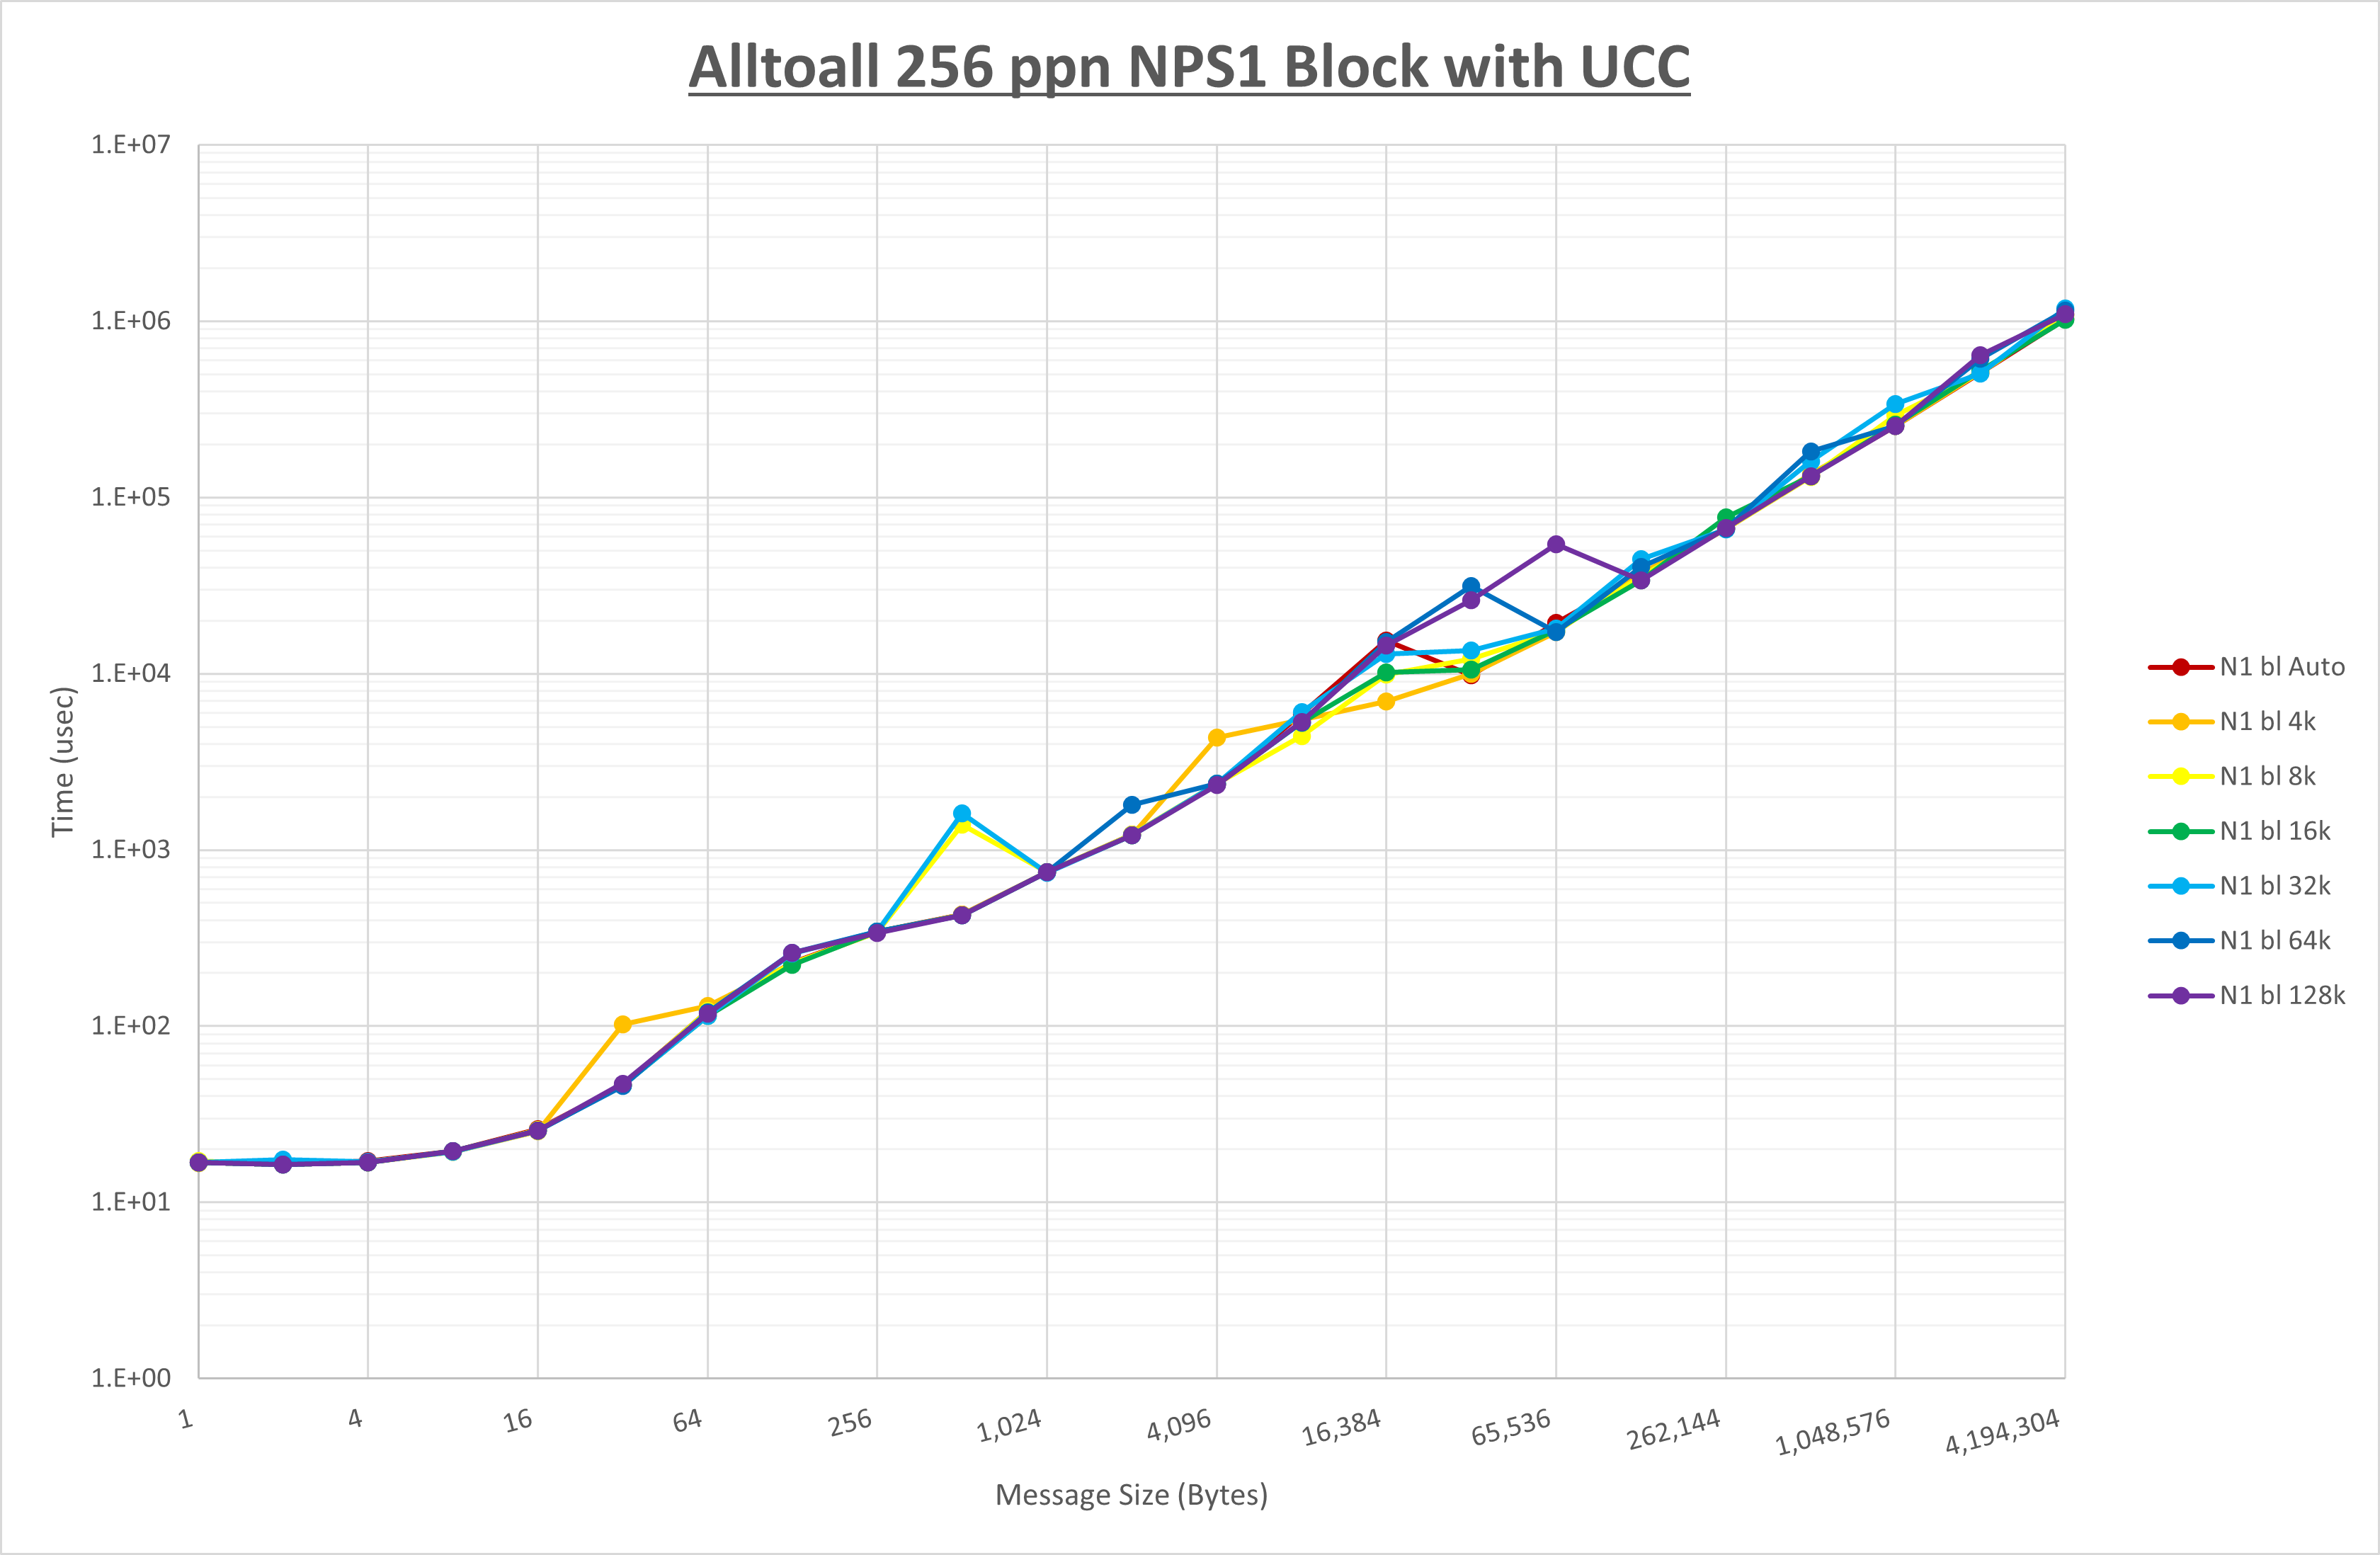 Alltoall 256 ppn NPS1 Block with UCC
1.E+07
1.E+06
1.E+05
1.E+04
1.E+03
1.E+02
1.E+01
1.E+00
Time (usec)
1
4
16
64
256
1,024
4,096
16,384
65,536
262,144
1,048,576
4,194,304
Message Size (Bytes)
N1 bl Auto
N1 bl 4k
N1 bl 8k
N1 bl 16k
N1 bl 32k
N1 bl 64k
N1 bl 128k